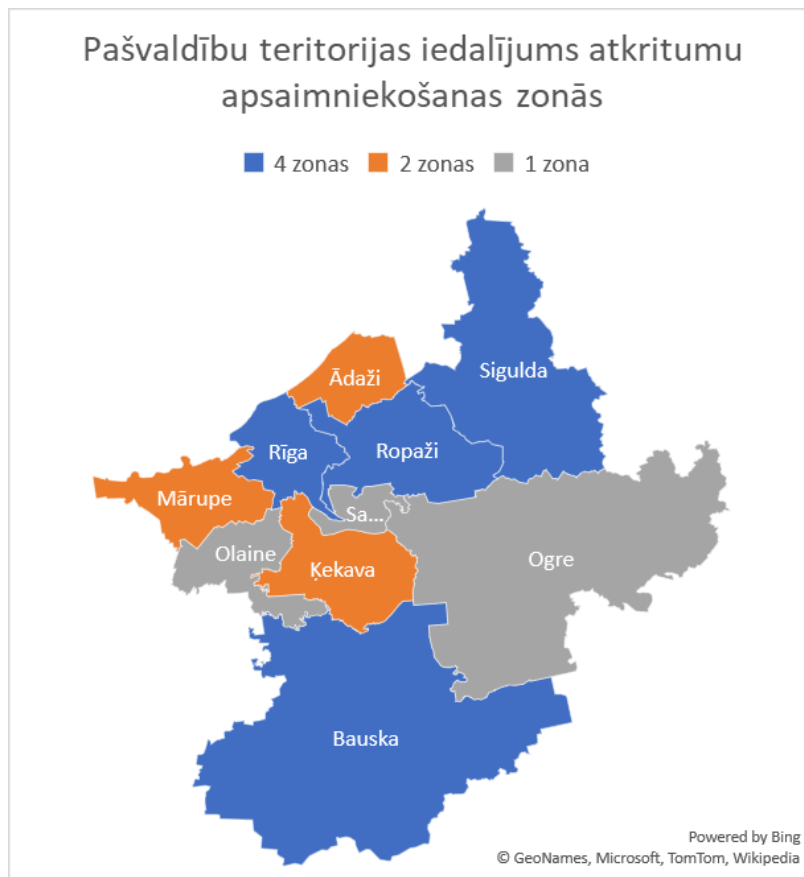 Pašvaldību teritorijas iedalījums atkritumu
apsaimniekošanas zonās
4 zonas 2 zonas 1 zona
Sigulda
Ādaži
Rīga
Ropaži
Mārupe
Sa...
Olaine
Ķekava
Ogre
Bauska
Powered by Bing
© GeoNames, Microsoft, TomTom, Wikipedia